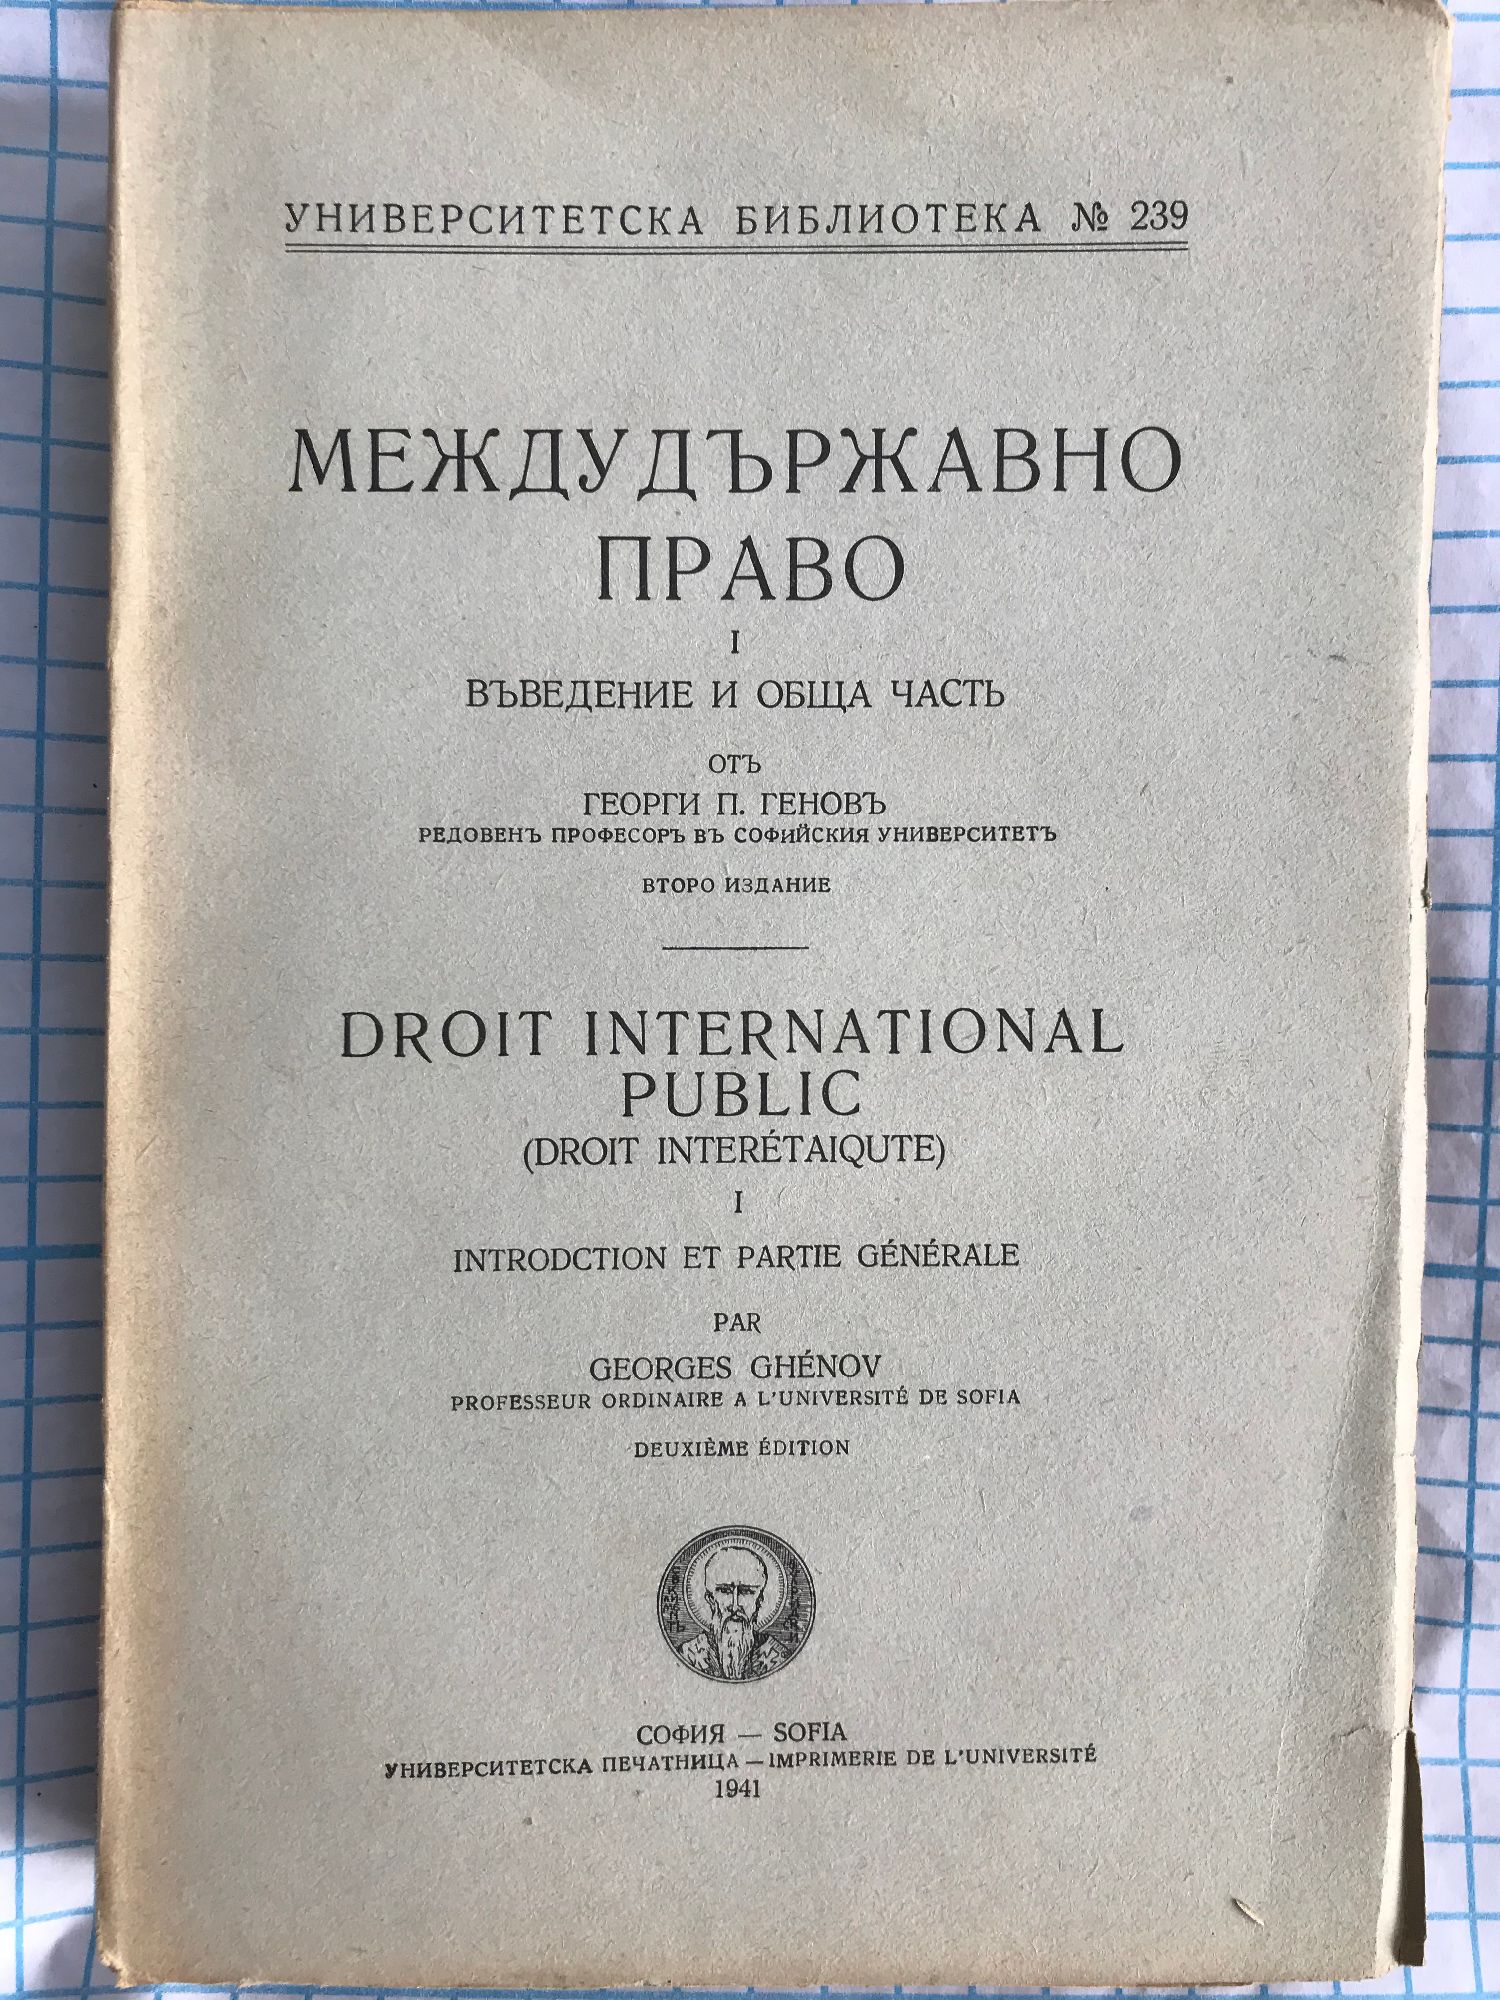 УНИВЕРСИТЕТСКА БИБЛИОТЕКА № 239
МЕЖДУДЪРЖАВНО
ПРАВО
I
ВЪВЕДЕНИЕ И ОБЩА ЧАСТЬ
ОТЪ
ГЕОРГИ П. ГЕНОВЪ
РЕДОВЕНЪ ПРОФЕСОРЪ ВЪ СОФИЙСКИЯ УНИВЕРСИТЕТЪ
ВТОРО ИЗДАНИЕ
DROIT INTERNATIONAL
PUBLIC
(DROIT INTERÉTAIQUTE)
I
INTRODCTION ET PARTIE GÉNÉRALE
PAR
GEORGES GHÉNOV
PROFESSEUR ORDINAIRE A L'UNIVERSITÉ DE SOFIA
DEUXIÈME ÉDITION
СОФИЯ — SOFIA
УНИВЕРСИТЕТСКА ПЕЧАТНИЦА — IMPRIMERIE DE L'UNIVERSITÉ
1941